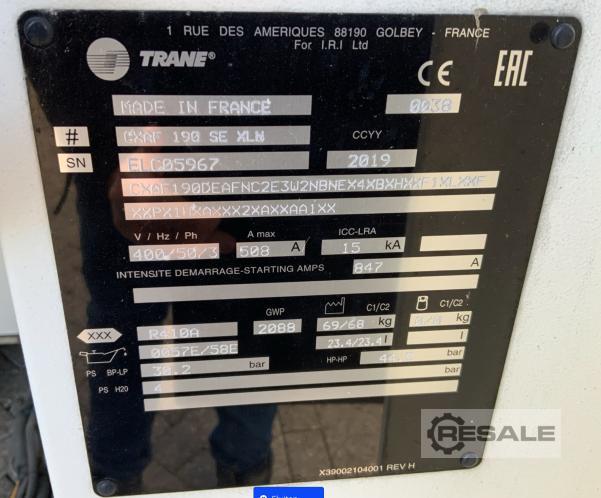 1 RUE DES AMERIQUES 88190 GOLBEY - FRANCE
For I.R.I Ltd
TRANE®
CE EAC
MADE IN FRANCE 0038
# CXAF 190 SE XLN CCYY
SN ELC05967 2019
V / Hz / Ph A max ICC-LRA
400/50/3 508 A 15 kA
INTENSITE DEMARRAGE-STARTING AMPS 847 A
GWP C1/C2 C1/C2
XXX R410A 2088 69/68 kg kg
0057E/58E 23.4/23.4 l l
PS BP-LP 30.2 bar HP-HP bar
PS H20 4 bar
RESALE
X39002104001 REV H